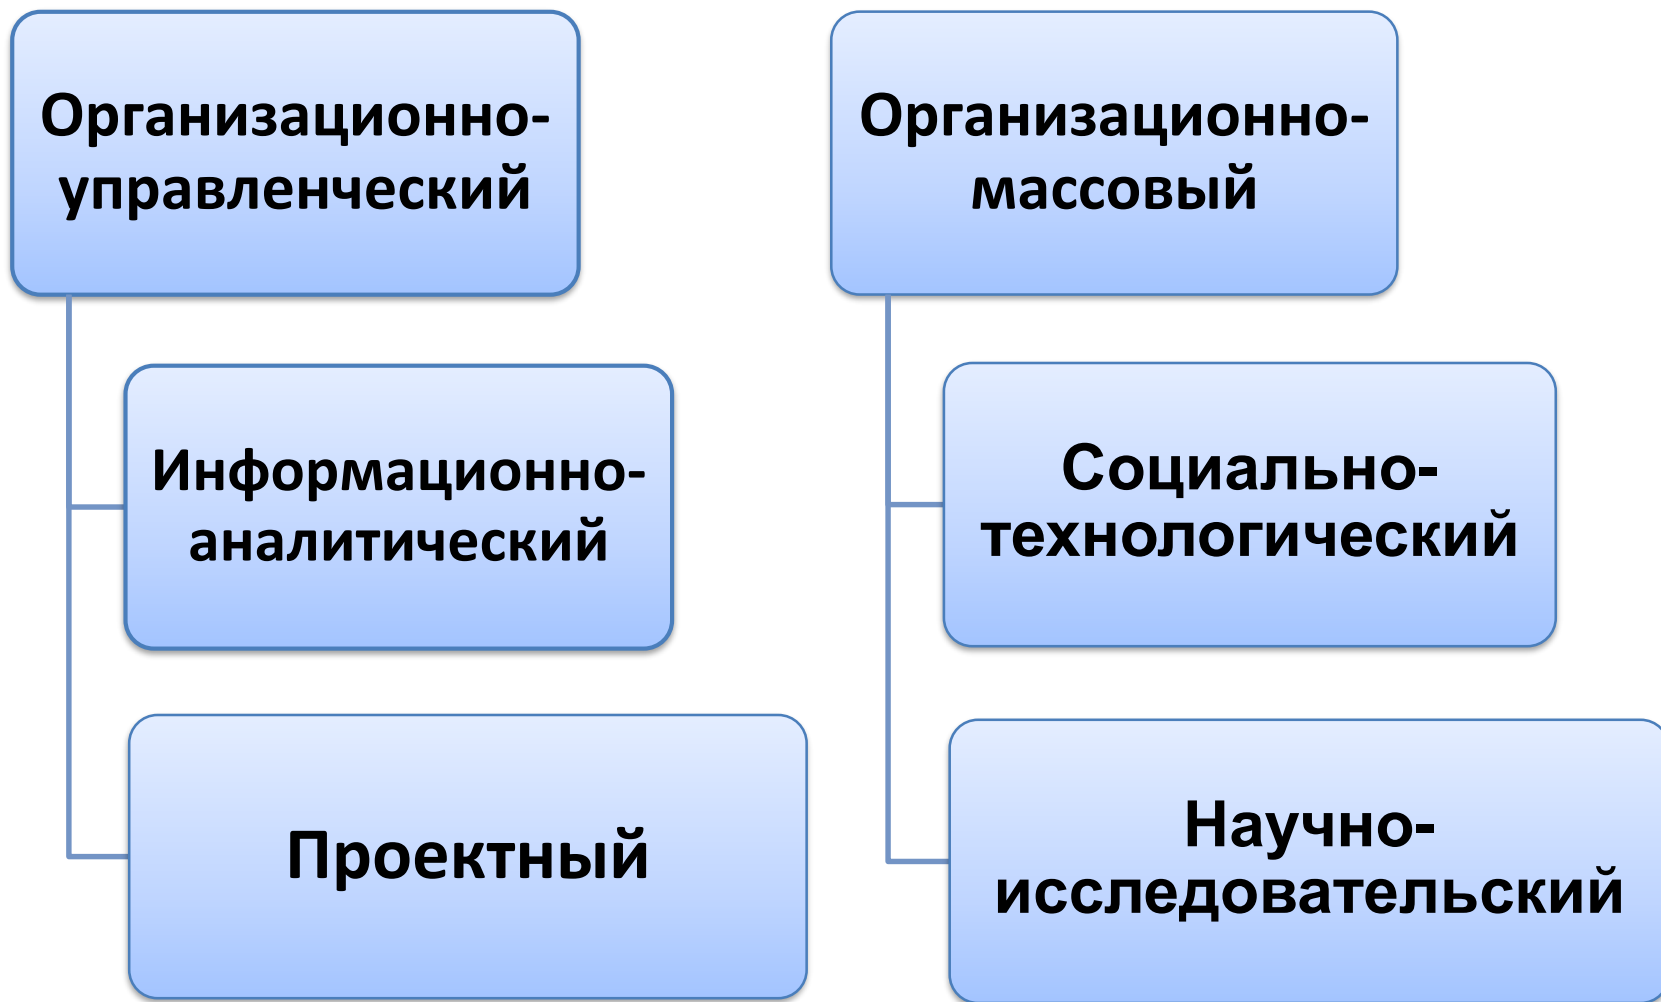 Организационно-
управленческий
Информационно-
аналитический
Проектный
Организационно-
массовый
Социально-
технологический
Научно-
исследовательский